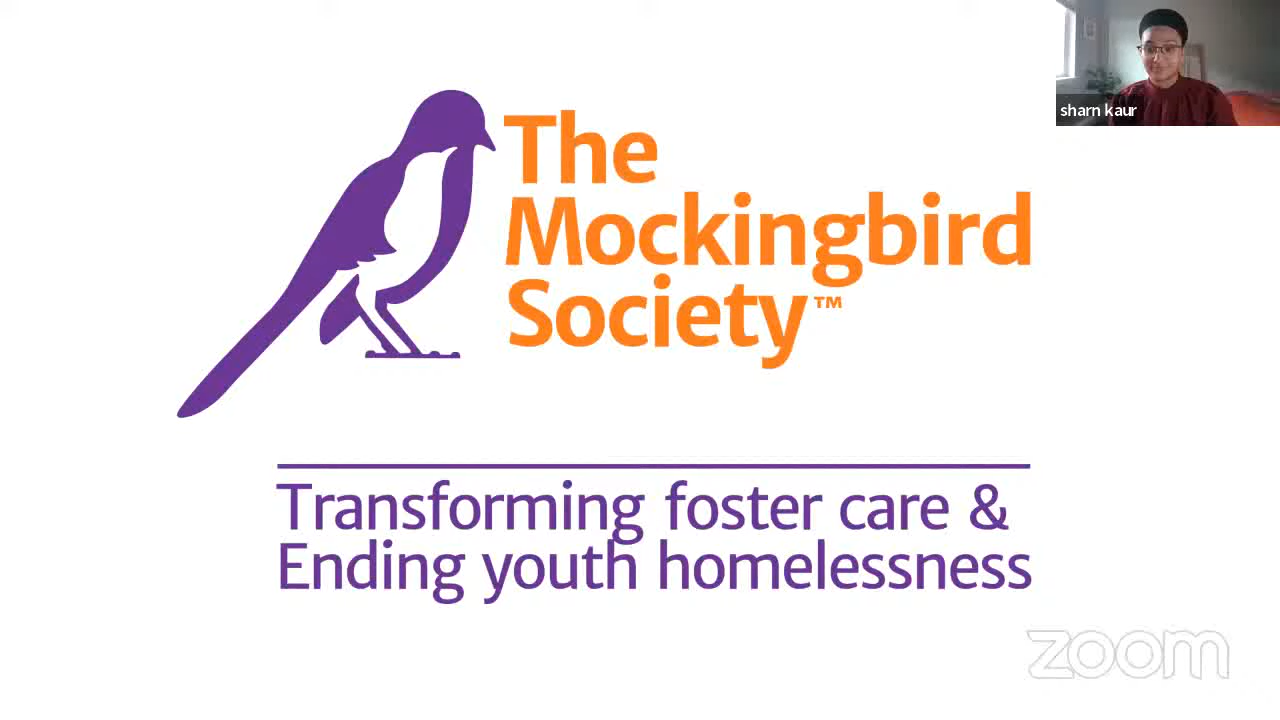 sharn kaur
The
Mockingbird
Society™
Transforming foster care &
Ending youth homelessness
zoom